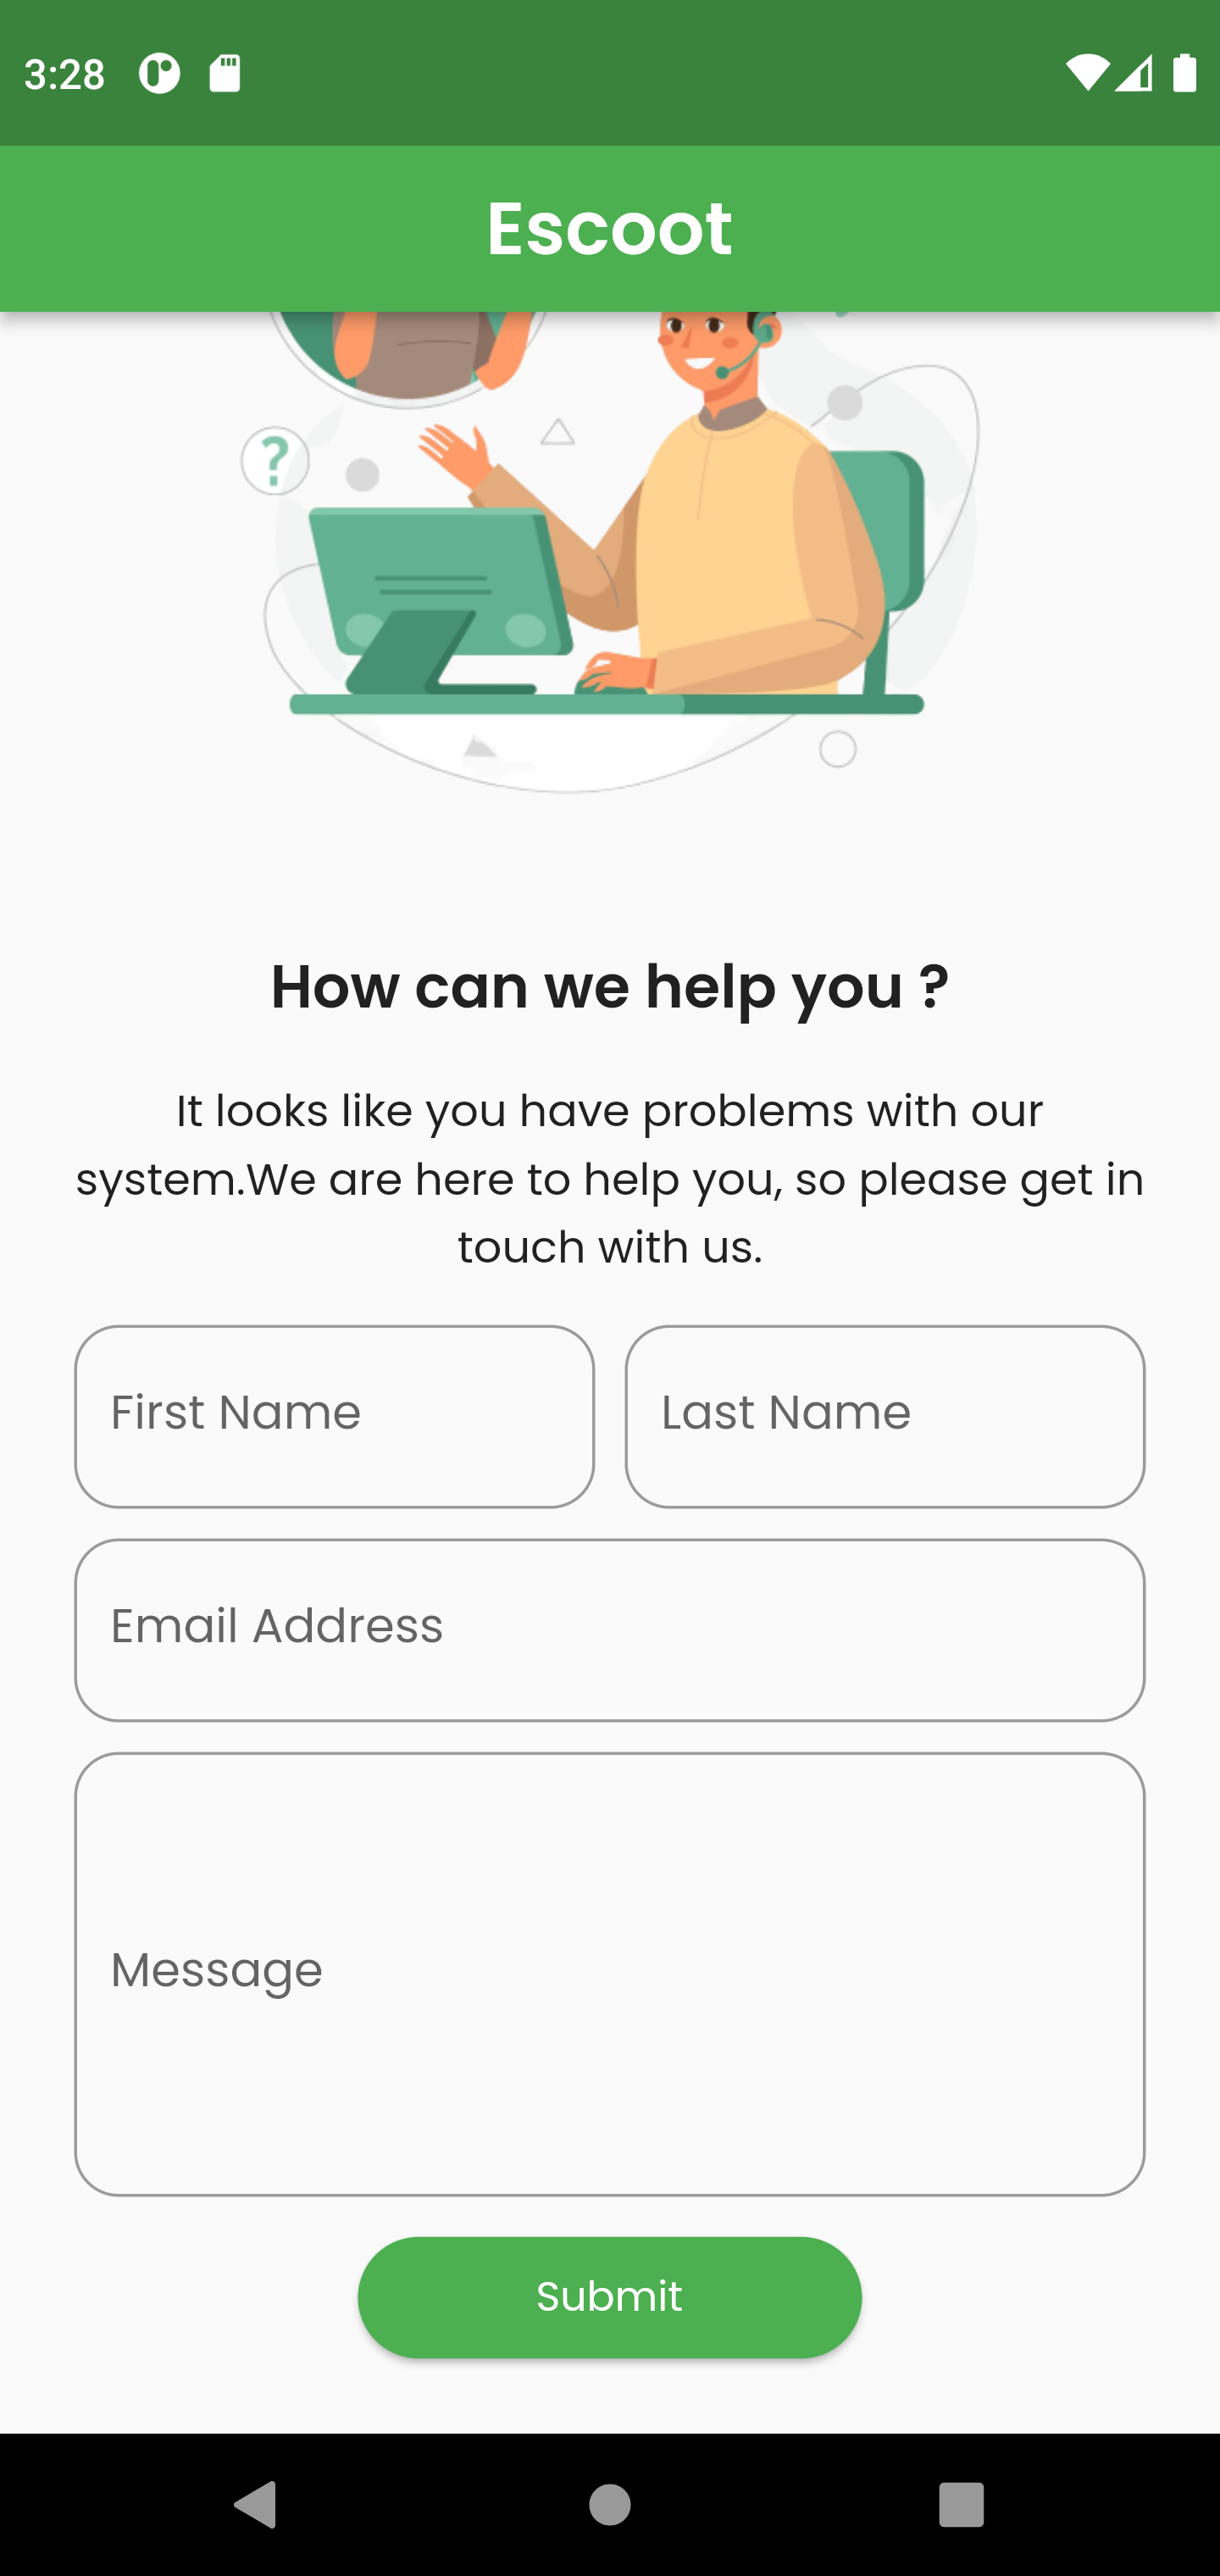 3:28
Escoot
?
How can we help you ?
It looks like you have problems with our
system.We are here to help you, so please get in
touch with us.
First Name
Last Name
Email Address
Message
Submit